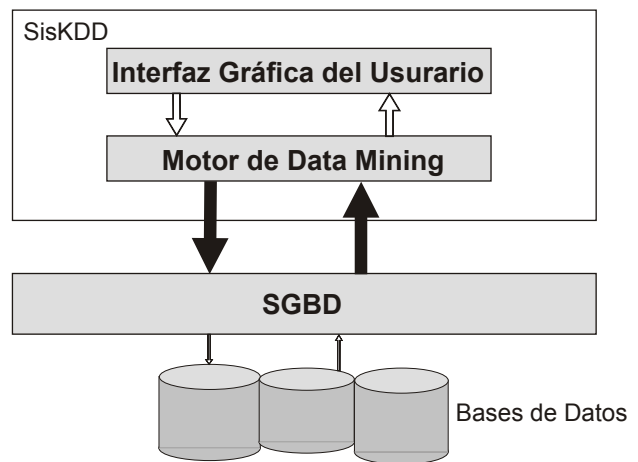 SisKDD
Interfaz Gráfica del Usurario
Motor de Data Mining
SGBD
Bases de Datos